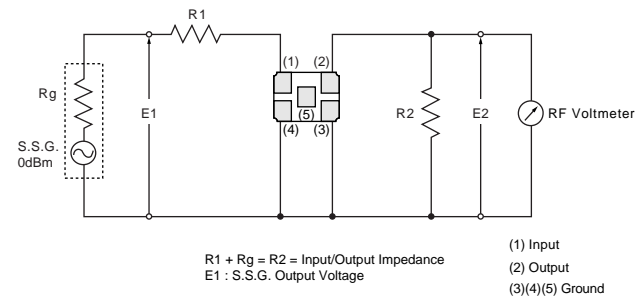 R1
(1)
(2)
Rg
E1
(5)
R2
E2
RF Voltmeter
S.S.G.
0dBm
(4)
(3)
R1 + Rg = R2 = Input/Output Impedance
E1 : S.S.G. Output Voltage
(1) Input
(2) Output
(3)(4)(5) Ground